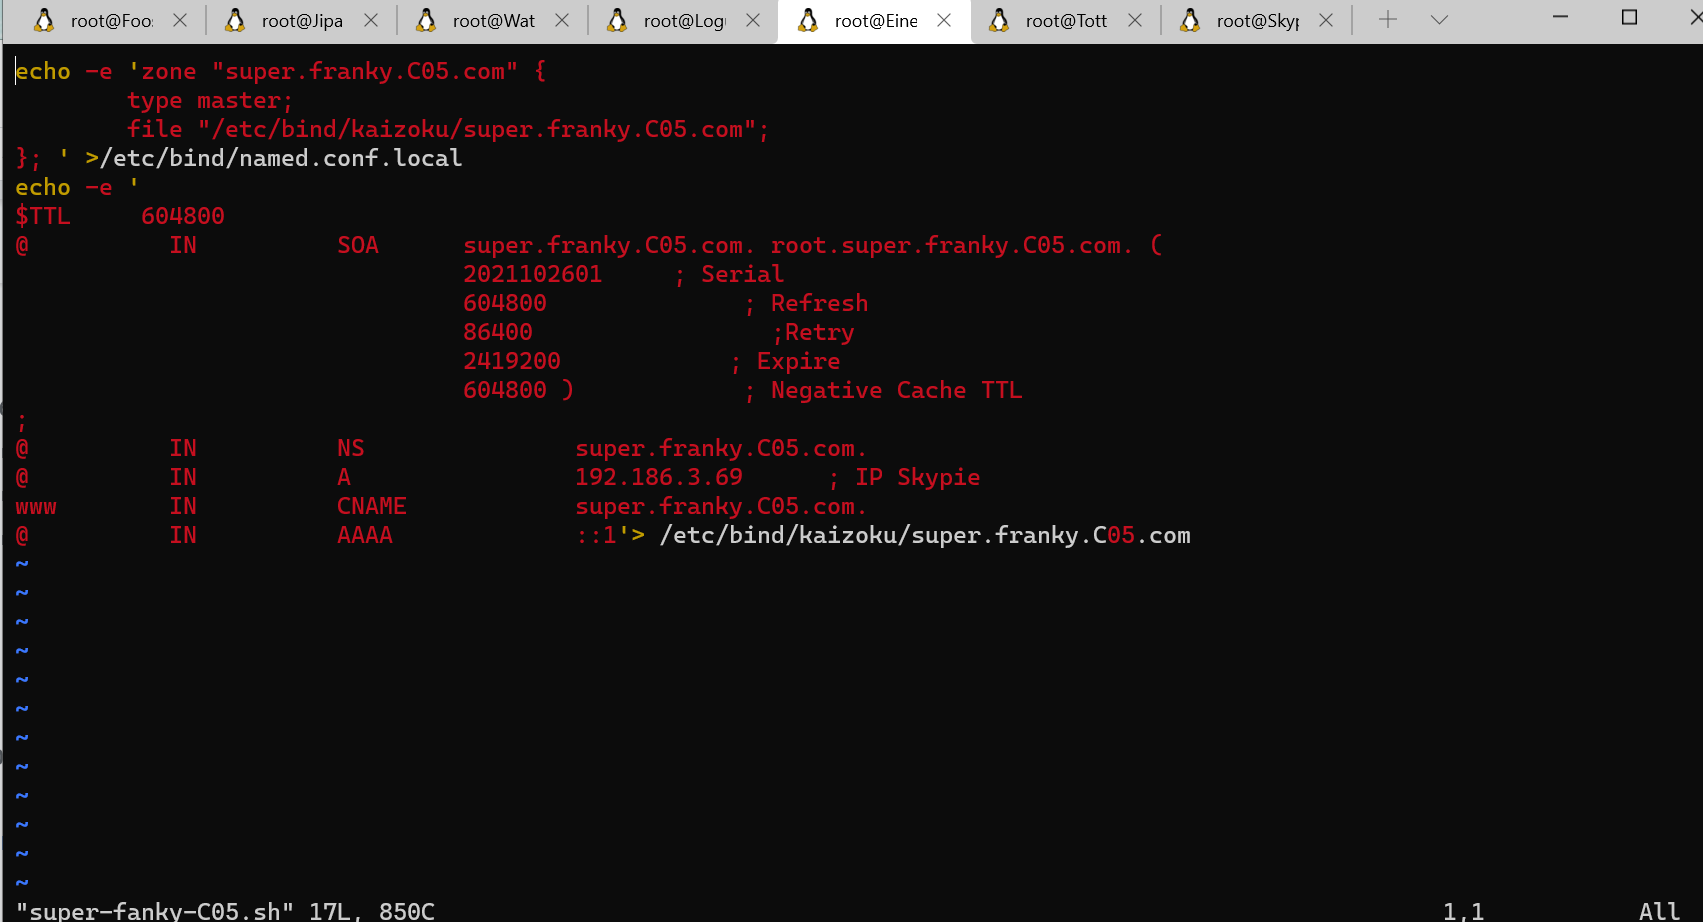 root@Foo root@Jipa root@Wat root@Log root@Eine root@Tott root@Skyp
echo -e 'zone "super.franky.C05.com" {
        type master;
        file "/etc/bind/kaizoku/super.franky.C05.com";
}; ' >/etc/bind/named.conf.local
echo -e '
$TTL     604800
@          IN          SOA      super.franky.C05.com. root.super.franky.C05.com. (
                                2021102601     ; Serial
                                604800              ; Refresh
                                86400                 ;Retry
                                2419200            ; Expire
                                604800 )            ; Negative Cache TTL
;
@          IN          NS               super.franky.C05.com.
@          IN          A                192.186.3.69      ; IP Skypie
www        IN          CNAME            super.franky.C05.com.
@          IN          AAAA             ::1'> /etc/bind/kaizoku/super.franky.C05.com
~
~
~
~
~
~
~
~
~
~
~
~
"super-fanky-C05.sh" 17L, 850C 1,1 All